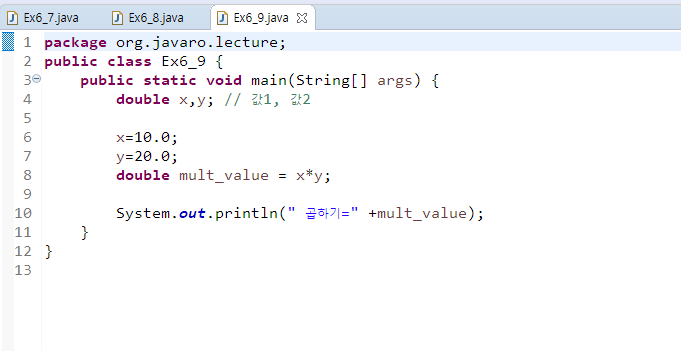 Ex6_7.java Ex6_8.java Ex6_9.java
1 package org.javaro.lecture;
2 public class Ex6_9 {
3 public static void main(String[] args) {
4 double x,y; // 값1, 값2
5
6 x=10.0;
7 y=20.0;
8 double mult_value = x*y;
9
10 System.out.println(" 곱하기=" +mult_value);
11 }
12 }
13